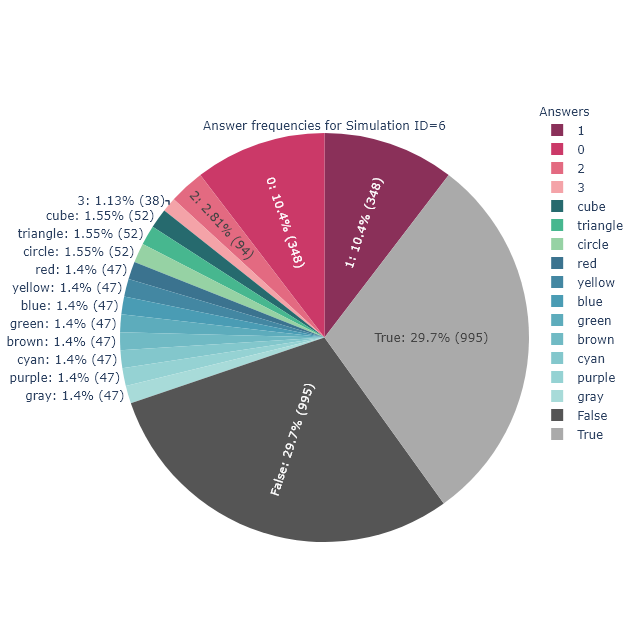 Answer frequencies for Simulation ID=6
Answers
1
0
2
3
cube
triangle
circle
red
yellow
blue
green
brown
cyan
purple
gray
False
True
1: 10.4% (348)
0: 10.4% (348)
2: 2.81% (94)
3: 1.13% (38)
cube: 1.55% (52)
triangle: 1.55% (52)
circle: 1.55% (52)
red: 1.4% (47)
yellow: 1.4% (47)
blue: 1.4% (47)
green: 1.4% (47)
brown: 1.4% (47)
cyan: 1.4% (47)
purple: 1.4% (47)
gray: 1.4% (47)
False: 29.7% (995)
True: 29.7% (995)